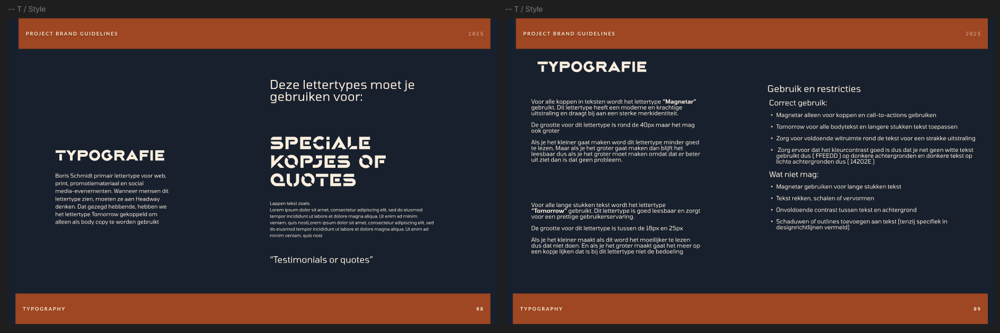 -- T / Style
PROJECT BRAND GUIDELINES
2025
TYPOGRAFIE
Boris Schmidt primair lettertype voor web,
print, promotiemateriaal en social
media-evenementen. Wanneer mensen dit
lettertype zien, moeten ze aan Headway
denken. Dat gezegd hebbende, hebben we
het lettertype Tomorrow gekoppeld om
alleen als body copy te worden gebruikt
Deze lettertypes moet je
gebruiken voor:
SPECiALE
KOPJES OF
QUOTES
Lappen tekst zoals:
Lorem ipsum dolor sit amet, consectetur adipiscing elit, sed do eiusmod
tempor incididunt ut labore et dolore magna aliqua. Ut enim ad minim
veniam, quis nostLorem ipsum dolor sit amet, consectetur adipiscing elit, sed
do eiusmod tempor incididunt ut labore et dolore magna aliqua. Ut enim ad
minim veniam, quis nost
“Testimonials or quotes”
TYPOGRAPHY
08
-- T / Style
PROJECT BRAND GUIDELINES
2025
TYPOGRAFIE
Voor alle koppen in teksten wordt het lettertype “Magnetar”
gebruikt. Dit lettertype heeft een moderne en krachtige
uitstraling en draagt bij aan een sterke merkidentiteit.
De grootte voor dit lettertype is rond de 40px maar het mag
ook groter
Als je het kleiner gaat maken word dit lettertype minder goed
te lezen, Maar als je het groter gaat maken dan blijft het
leesbaar dus als je het groter moet maken omdat dat er beter
uit ziet dan is dat geen probleem.
Voor alle lange stukken tekst wordt het lettertype
“Tomorrow” gebruikt. Dit lettertype is goed leesbaar en zorgt
voor een prettige gebruikerservaring.
De grootte voor dit lettertype is tussen de 18px en 25px
Als je het kleiner maakt als dit word het moeilijker te lezen
dus dat niet doen. En als je het groter maakt gaat het meer op
een kopje lijken dat is bij dit lettertype niet de bedoeling
Gebruik en restricties
Correct gebruik:
• Magnetar alleen voor koppen en call-to-actions gebruiken
• Tomorrow voor alle bodytekst en langere stukken tekst toepassen
• Zorg voor voldoende witruimte rond de tekst voor een strakke uitstraling
• Zorg ervoor dat het kleurcontrast goed is dus dat je net geen witte tekst
gebruikt dus ( FFEEDD ) op donkere achtergronden en donkere tekst op
lichte achtergronden dus ( 14202E )
Wat niet mag:
• Magnetar gebruiken voor lange stukken tekst
• Tekst rekken, schalen of vervormen
• Onvoldoende contrast tussen tekst en achtergrond
• Schaduwen of outlines toevoegen aan tekst (tenzij specifiek in
designrichtlijnen vermeld)
TYPOGRAPHY
09